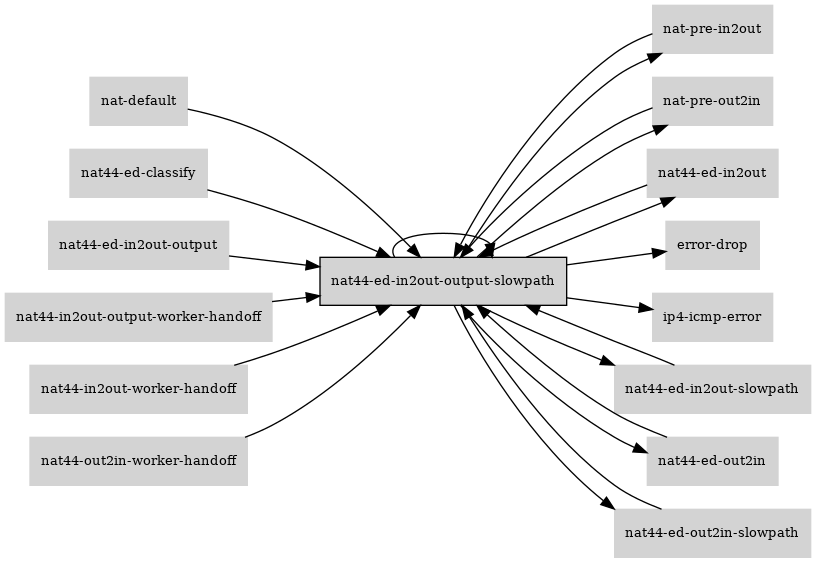 nat-pre-in2out
nat-default
nat-pre-out2in
nat44-ed-classify
nat44-ed-in2out
nat44-ed-in2out-output
error-drop
nat44-ed-in2out-output-slowpath
nat44-in2out-output-worker-handoff
ip4-icmp-error
nat44-in2out-worker-handoff
nat44-ed-in2out-slowpath
nat44-out2in-worker-handoff
nat44-ed-out2in
nat44-ed-out2in-slowpath